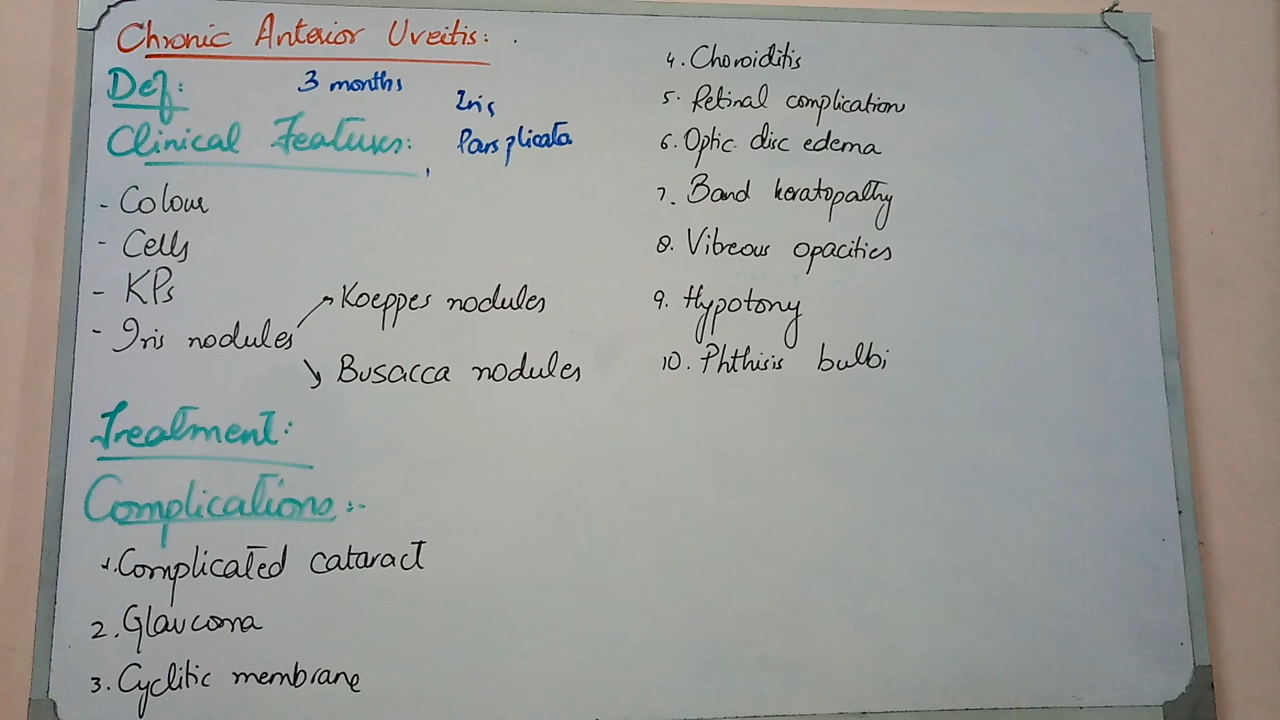 Chronic Anterior Uveitis:
Def: 3 months
Iris
Clinical Features: Pars plicata
- Colour
- Cells
- KPs
- Iris nodules
Koeppes nodules
Busacca nodules
Treatment:
Complications:-
1. Complicated cataract
2. Glaucoma
3. Cyclitic membrane
4. Choroiditis
5. Retinal complication
6. Optic disc edema
7. Band keratopathy
8. Vitreous opacities
9. Hypotony
10. Phthisis bulbi